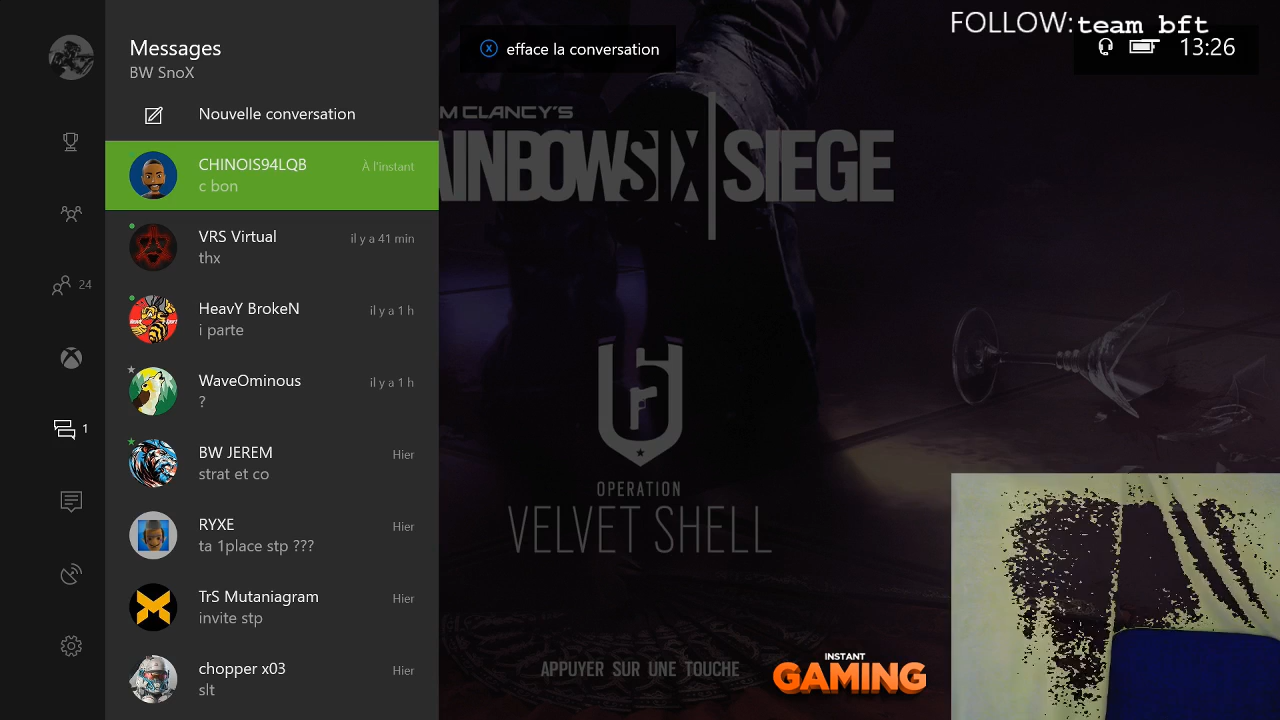 FOLLOW:team bft
Messages
BW SnoX
efface la conversation
13:26
Nouvelle conversation
M CLANCY'S
AINBOWSIX SIEGE
CHINOIS94LQB
À l'instant
c bon
VRS Virtual
il y a 41 min
thx
24
HeavY BrokeN
il y a 1 h
i parte
WaveOminous
il y a 1 h
?
1
BW JEREM
Hier
strat et co
OPERATION
VELVET SHELL
RYXE
Hier
ta 1place stp ???
TrS Mutaniagram
Hier
invite stp
chopper x03
Hier
slt
APPUYER SUR UNE TOUCHE
INSTANT
GAMING